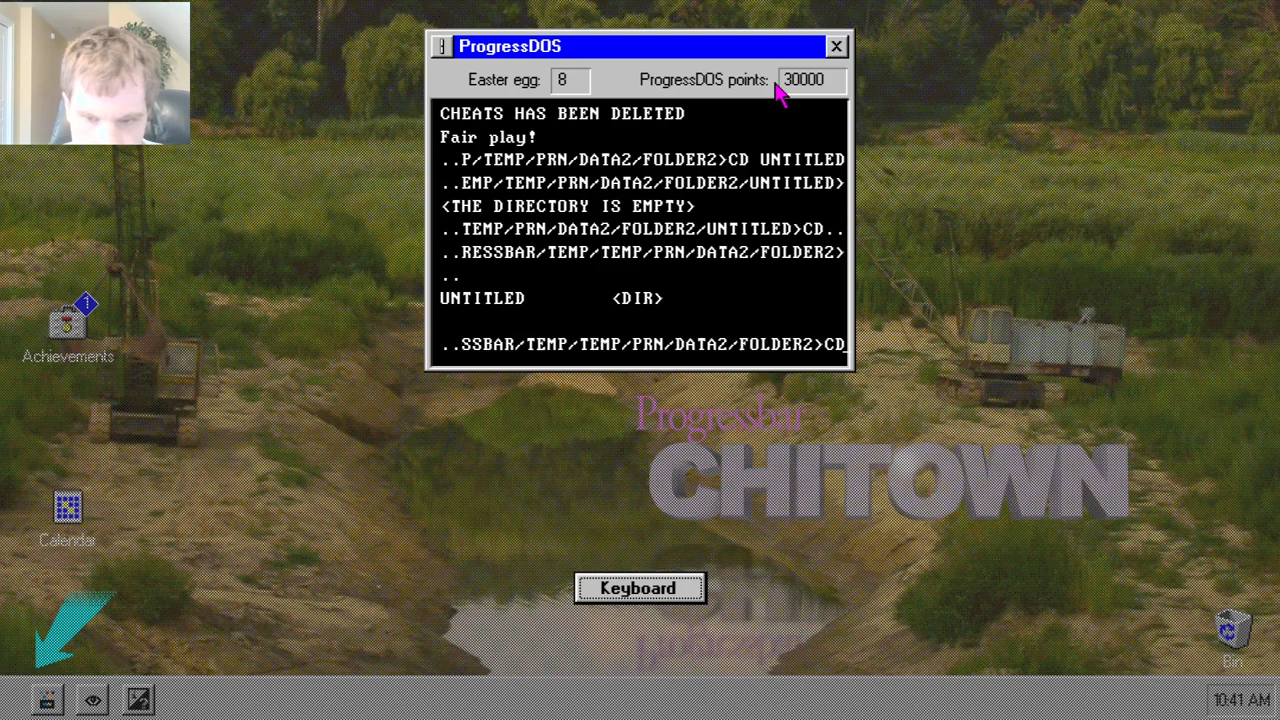 ProgressDOS
Easter egg: 8 ProgressDOS points: 30000
CHEATS HAS BEEN DELETED
Fair play!
..P/TEMP/PRN/DATA2/FOLDER2>CD UNTITLED
..EMP/TEMP/PRN/DATA2/FOLDER2/UNTITLED>
<THE DIRECTORY IS EMPTY>
..TEMP/PRN/DATA2/FOLDER2/UNTITLED>CD..
..RESSBAR/TEMP/TEMP/PRN/DATA2/FOLDER2>
..
UNTITLED <DIR>
..SSBAR/TEMP/TEMP/PRN/DATA2/FOLDER2>CD_
1
Achievements
Progressbar
CHITOWN
Calendar
Keyboard
Bin
10:41 AM